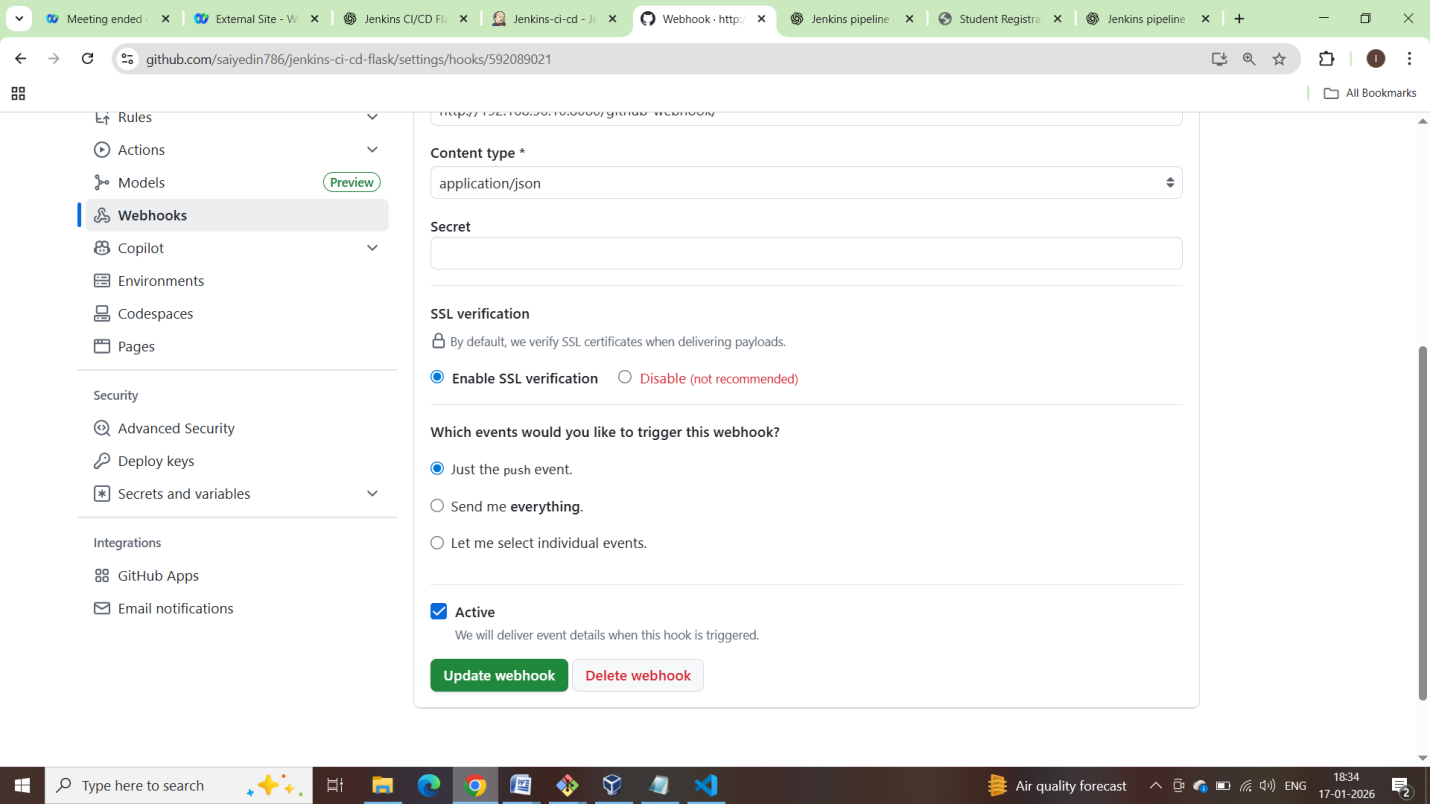 Meeting ended -
External Site - W
Jenkins CI/CD Fl
Jenkins-ci-cd - Je
Webhook · http:/
Jenkins pipeline
Student Registra
Jenkins pipeline
github.com/saiyedin786/jenkins-ci-cd-flask/settings/hooks/592089021
I
All Bookmarks
Rules
Actions
Models
Preview
Webhooks
Copilot
Environments
Codespaces
Pages
Security
Advanced Security
Deploy keys
Secrets and variables
Integrations
GitHub Apps
Email notifications
Content type *
application/json
Secret
SSL verification
By default, we verify SSL certificates when delivering payloads.
Enable SSL verification
Disable (not recommended)
Which events would you like to trigger this webhook?
Just the push event.
Send me everything.
Let me select individual events.
Active
We will deliver event details when this hook is triggered.
Update webhook
Delete webhook
Type here to search
Air quality forecast
ENG
18:34
17-01-2026
2